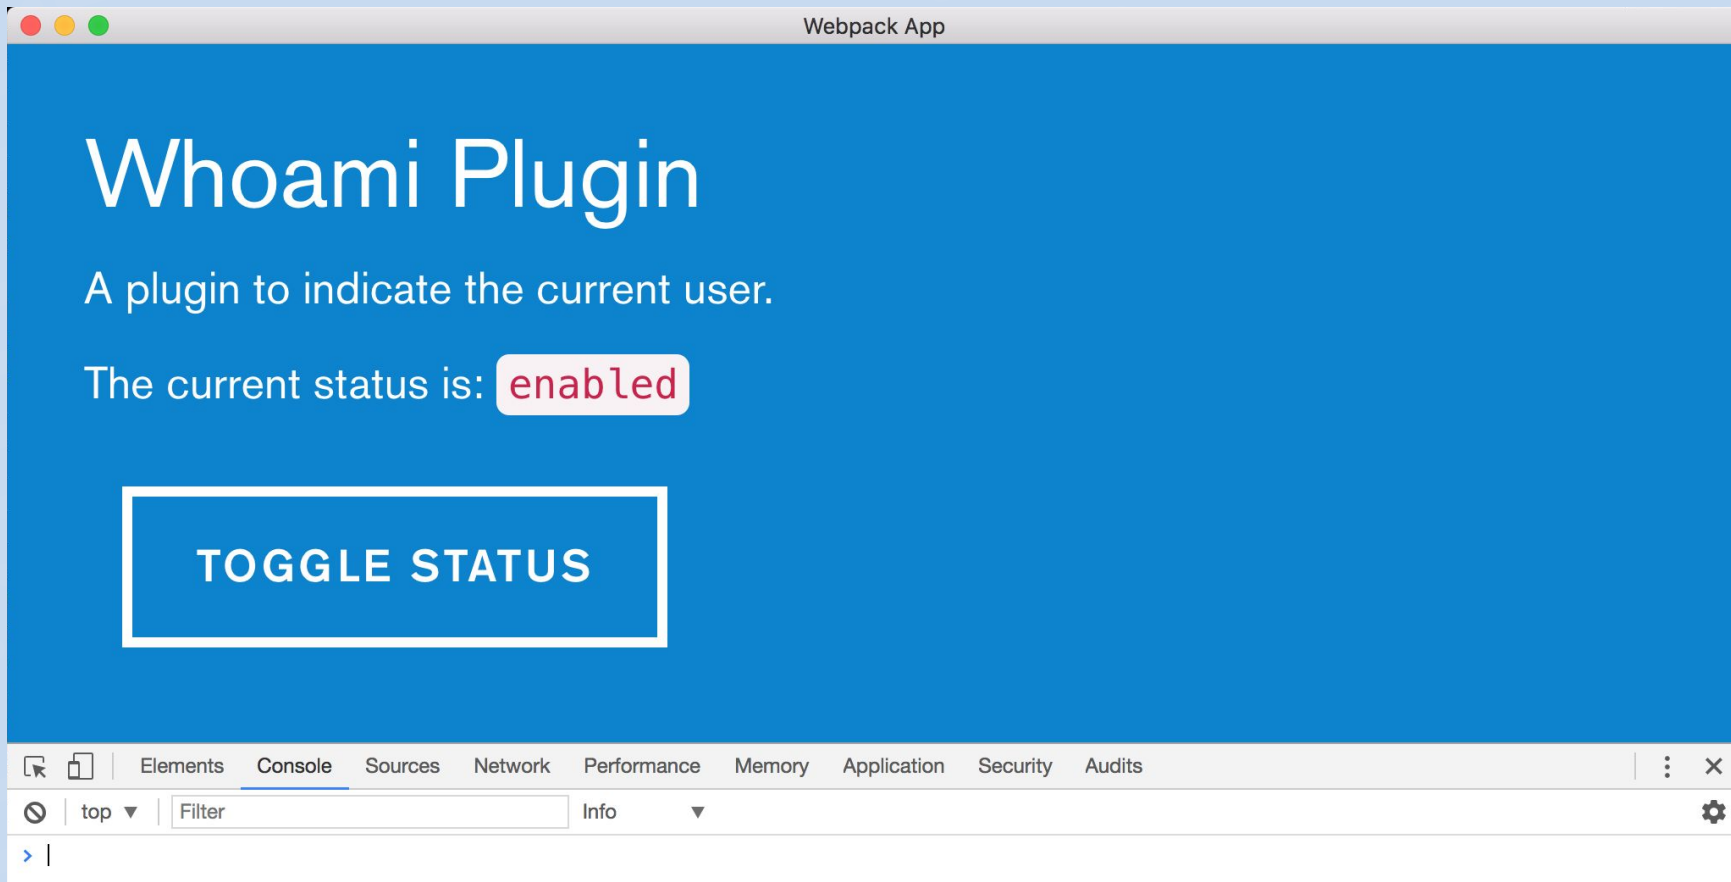 Webpack App
Whoami Plugin
A plugin to indicate the current user.
The current status is: enabled
TOGGLE STATUS
Elements Console Sources Network Performance Memory Application Security Audits
top Filter Info